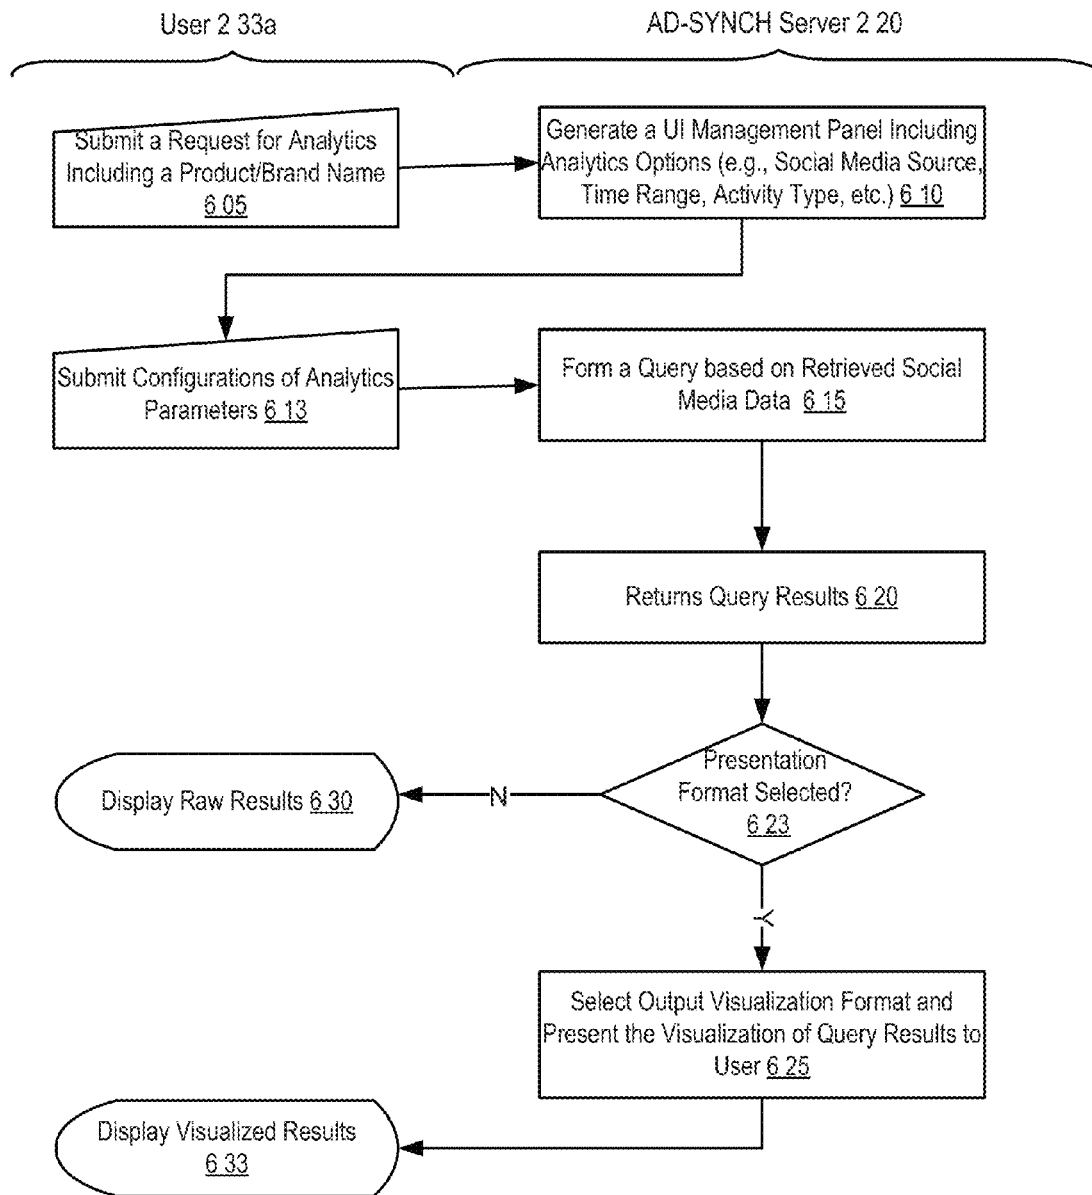 User 2 33a
AD-SYNCH Server 2 20
Submit a Request for Analytics
Including a Product/Brand Name
6 05
Generate a UI Management Panel Including
Analytics Options (e.g., Social Media Source,
Time Range, Activity Type, etc.) 6 10
Submit Configurations of Analytics
Parameters 6 13
Form a Query based on Retrieved Social
Media Data 6 15
Returns Query Results 6 20
Presentation
Format Selected?
6 23
N
Display Raw Results 6 30
Y
Select Output Visualization Format and
Present the Visualization of Query Results to
User 6 25
Display Visualized Results
6 33